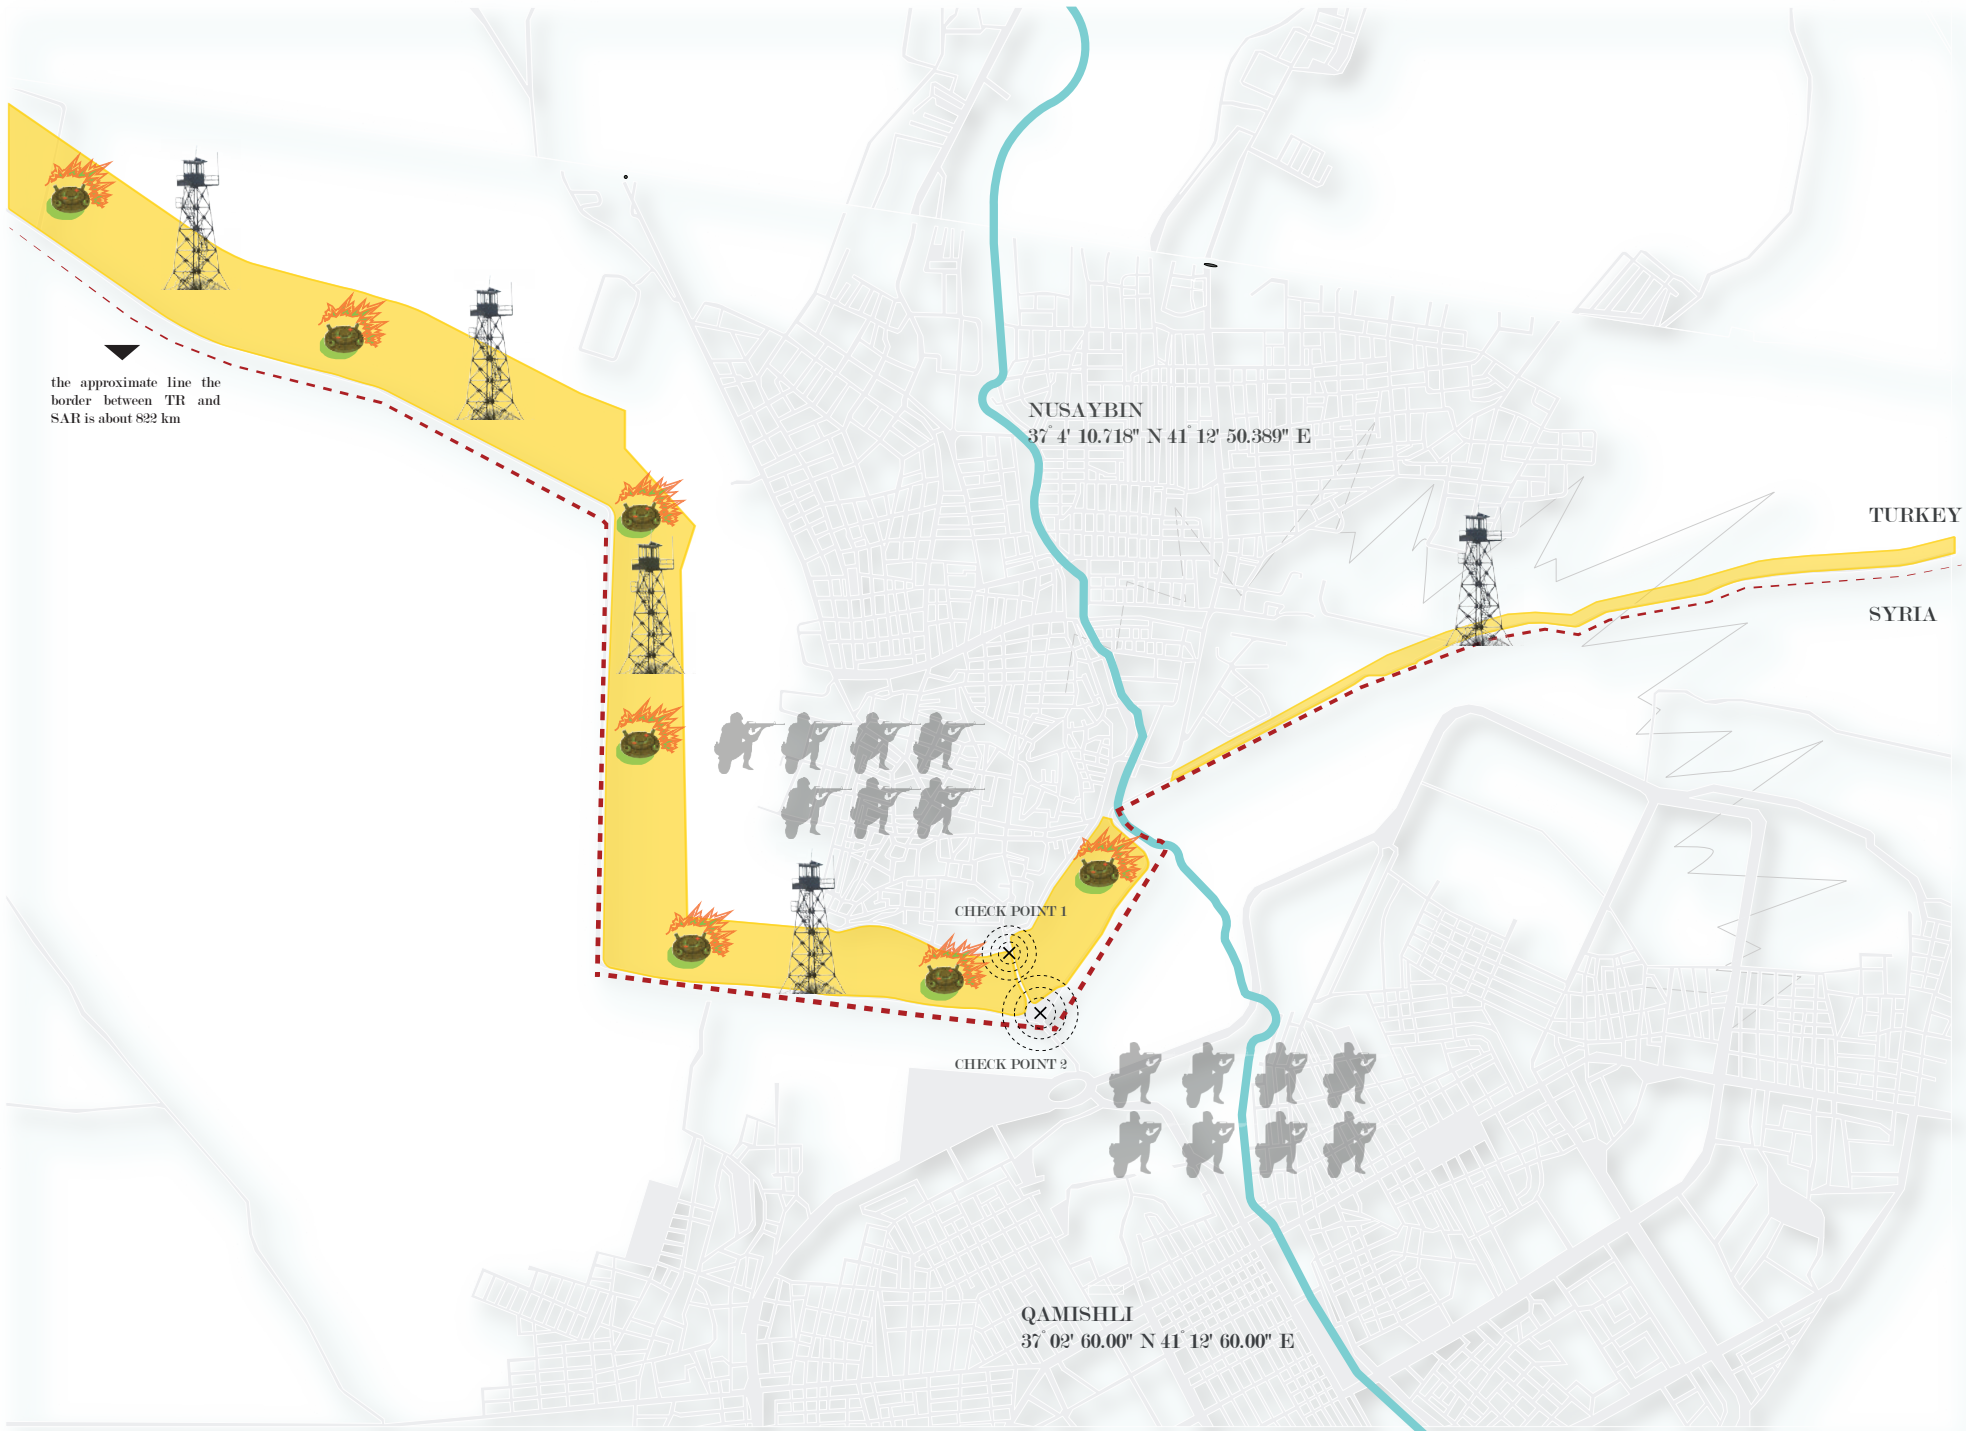 the approximate line the
border between TR and
SAR is about 822 km
NUSAYBIN
37° 4' 10.718" N 41° 12' 50.389" E
TURKEY
SYRIA
CHECK POINT 1
CHECK POINT 2
QAMISHLI
37° 02' 60.00" N 41° 12' 60.00" E